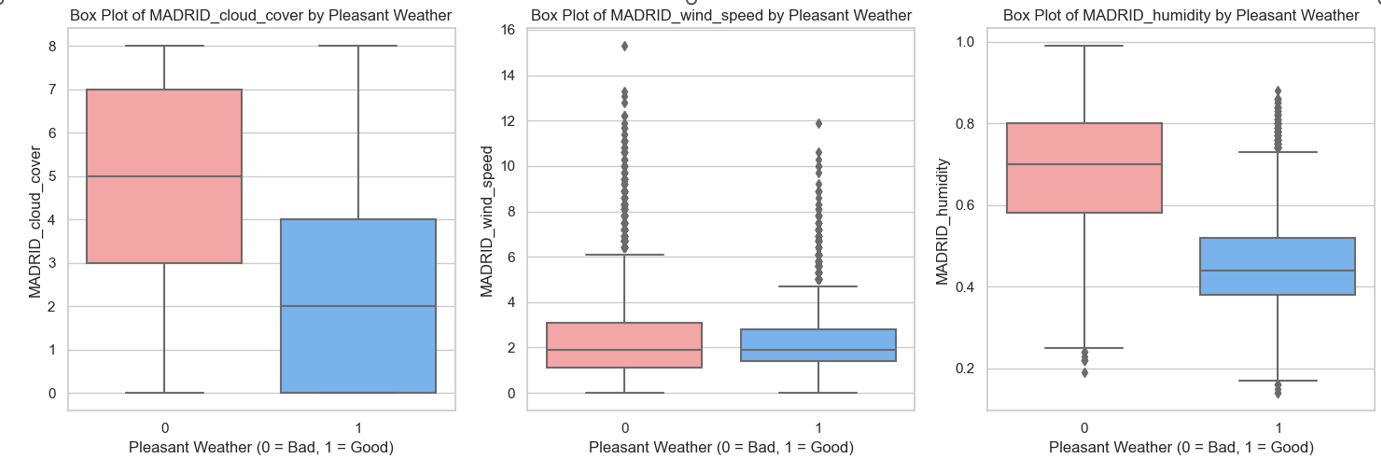 Box Plot of MADRID_cloud_cover by Pleasant Weather
8
7
6
5
4
3
2
1
0
MADRID_cloud_cover
0 1
Pleasant Weather (0 = Bad, 1 = Good)
Box Plot of MADRID_wind_speed by Pleasant Weather
16
14
12
10
8
6
4
2
0
MADRID_wind_speed
0 1
Pleasant Weather (0 = Bad, 1 = Good)
Box Plot of MADRID_humidity by Pleasant Weather
1.0
0.8
0.6
0.4
0.2
MADRID_humidity
0 1
Pleasant Weather (0 = Bad, 1 = Good)